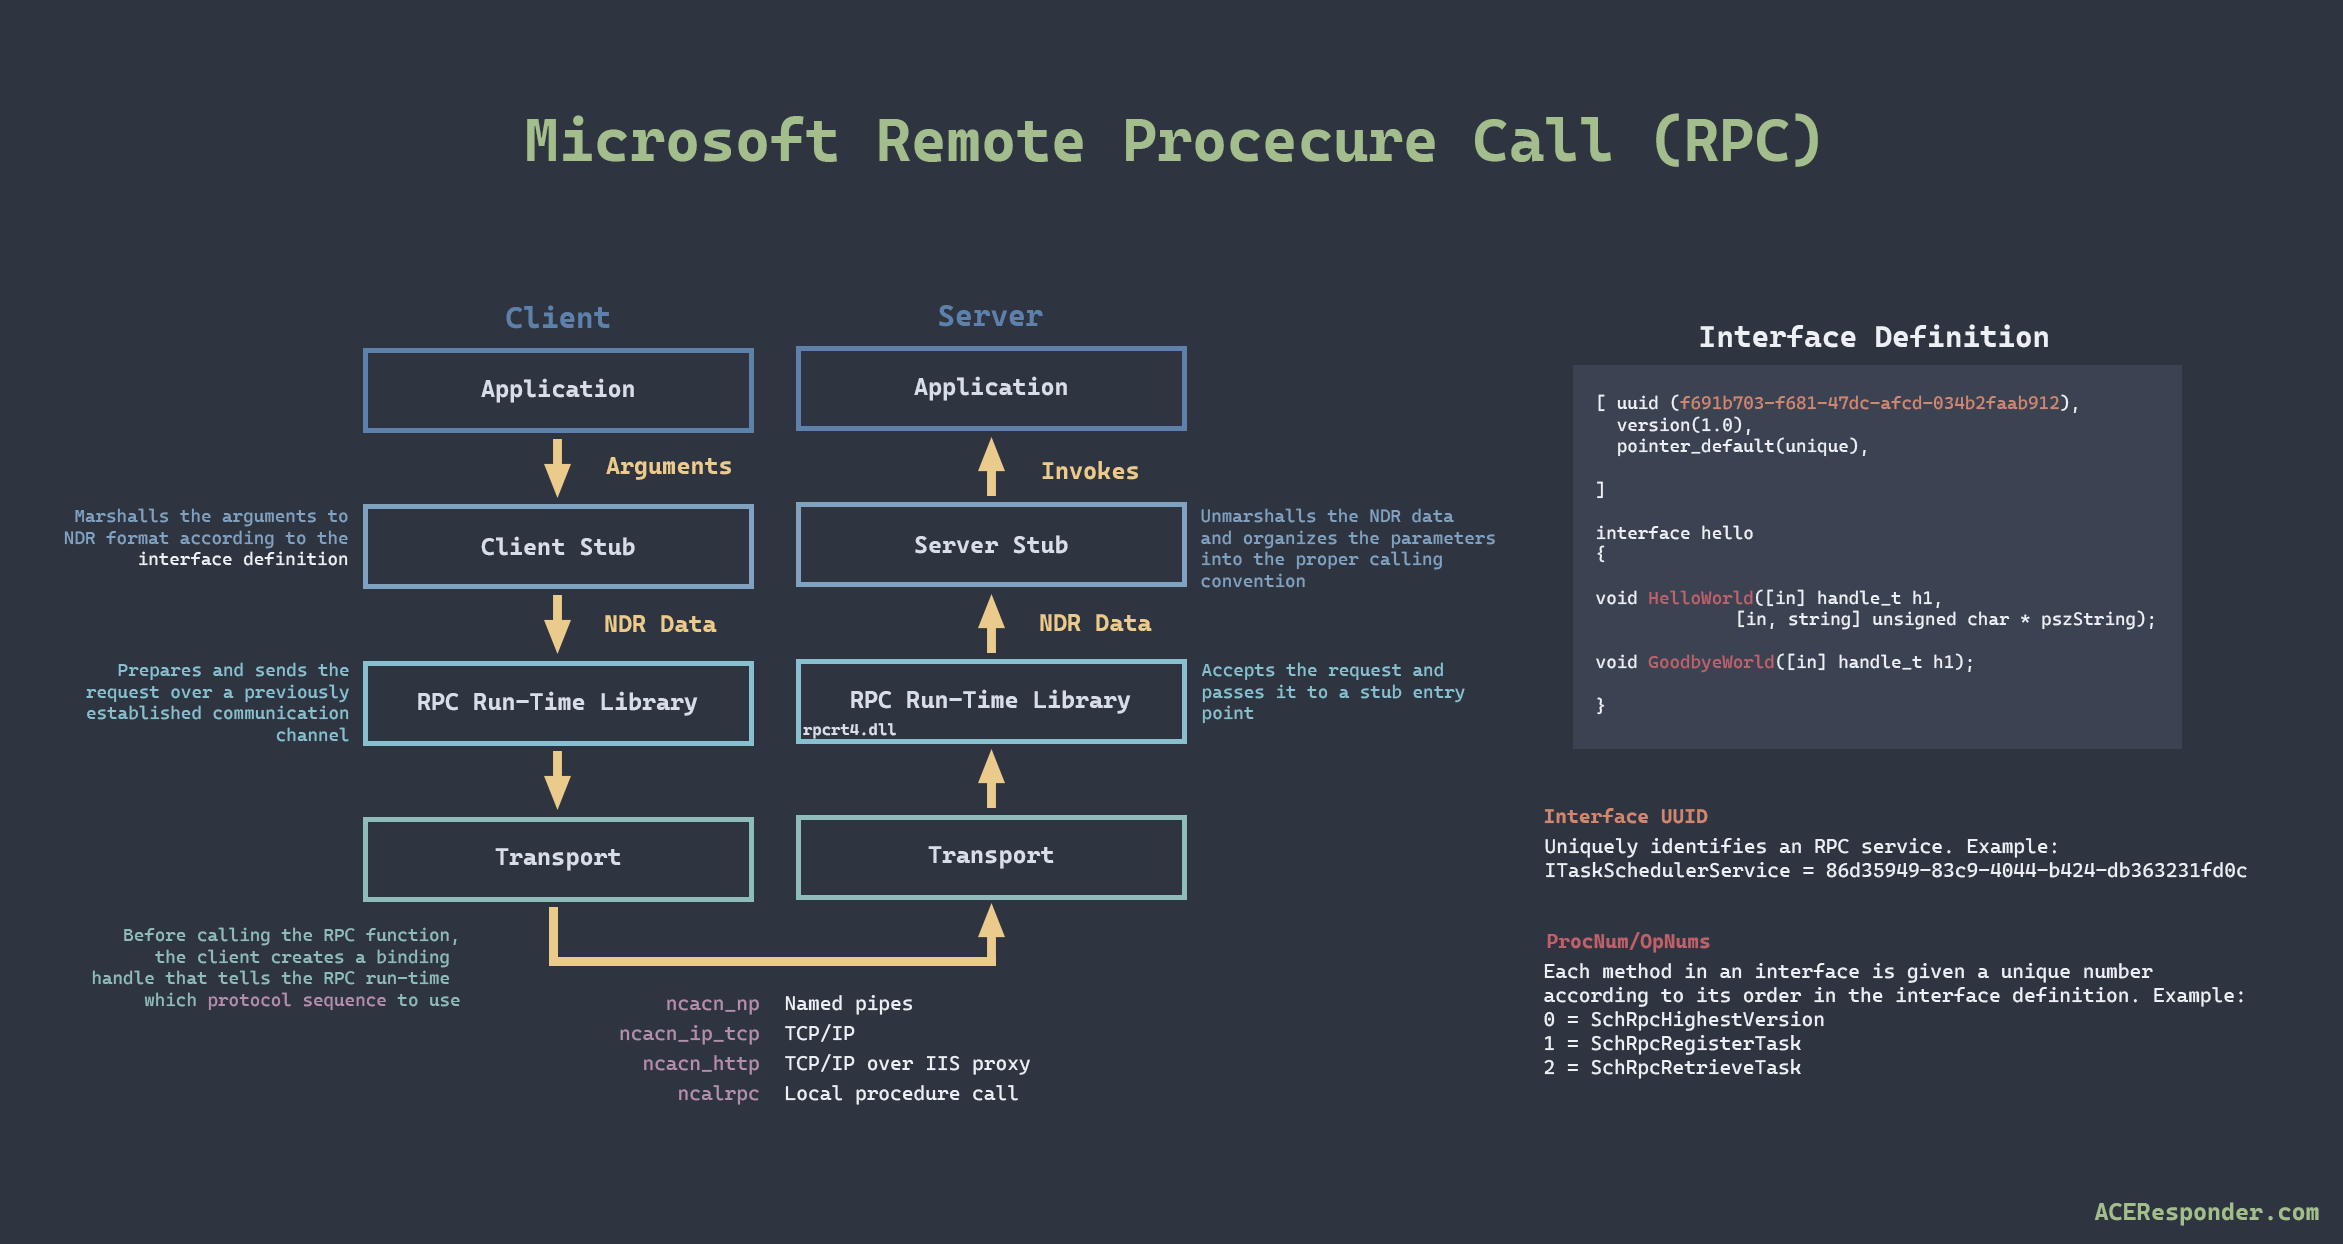 Microsoft Remote Procecure Call (RPC)
Client
Application
Arguments
Marshalls the arguments to
NDR format according to the
interface definition
Client Stub
NDR Data
Prepares and sends the
request over a previously
established communication
channel
RPC Run-Time Library
Transport
Before calling the RPC function,
the client creates a binding
handle that tells the RPC run-time
which protocol sequence to use
Server
Application
Invokes
Server Stub
Unmarshalls the NDR data
and organizes the parameters
into the proper calling
convention
NDR Data
RPC Run-Time Library
rpcrt4.dll
Accepts the request and
passes it to a stub entry
point
Transport
ncacn_np Named pipes
ncacn_ip_tcp TCP/IP
ncacn_http TCP/IP over IIS proxy
ncalrpc Local procedure call
Interface Definition
[ uuid (f691b703-f681-47dc-afcd-034b2faab912),
version(1.0),
pointer_default(unique),
]
interface hello
{
void HelloWorld([in] handle_t h1,
[in, string] unsigned char * pszString);
void GoodbyeWorld([in] handle_t h1);
}
Interface UUID
Uniquely identifies an RPC service. Example:
ITaskSchedulerService = 86d35949-83c9-4044-b424-db363231fd0c
ProcNum/OpNums
Each method in an interface is given a unique number
according to its order in the interface definition. Example:
0 = SchRpcHighestVersion
1 = SchRpcRegisterTask
2 = SchRpcRetrieveTask
ACEResponder.com